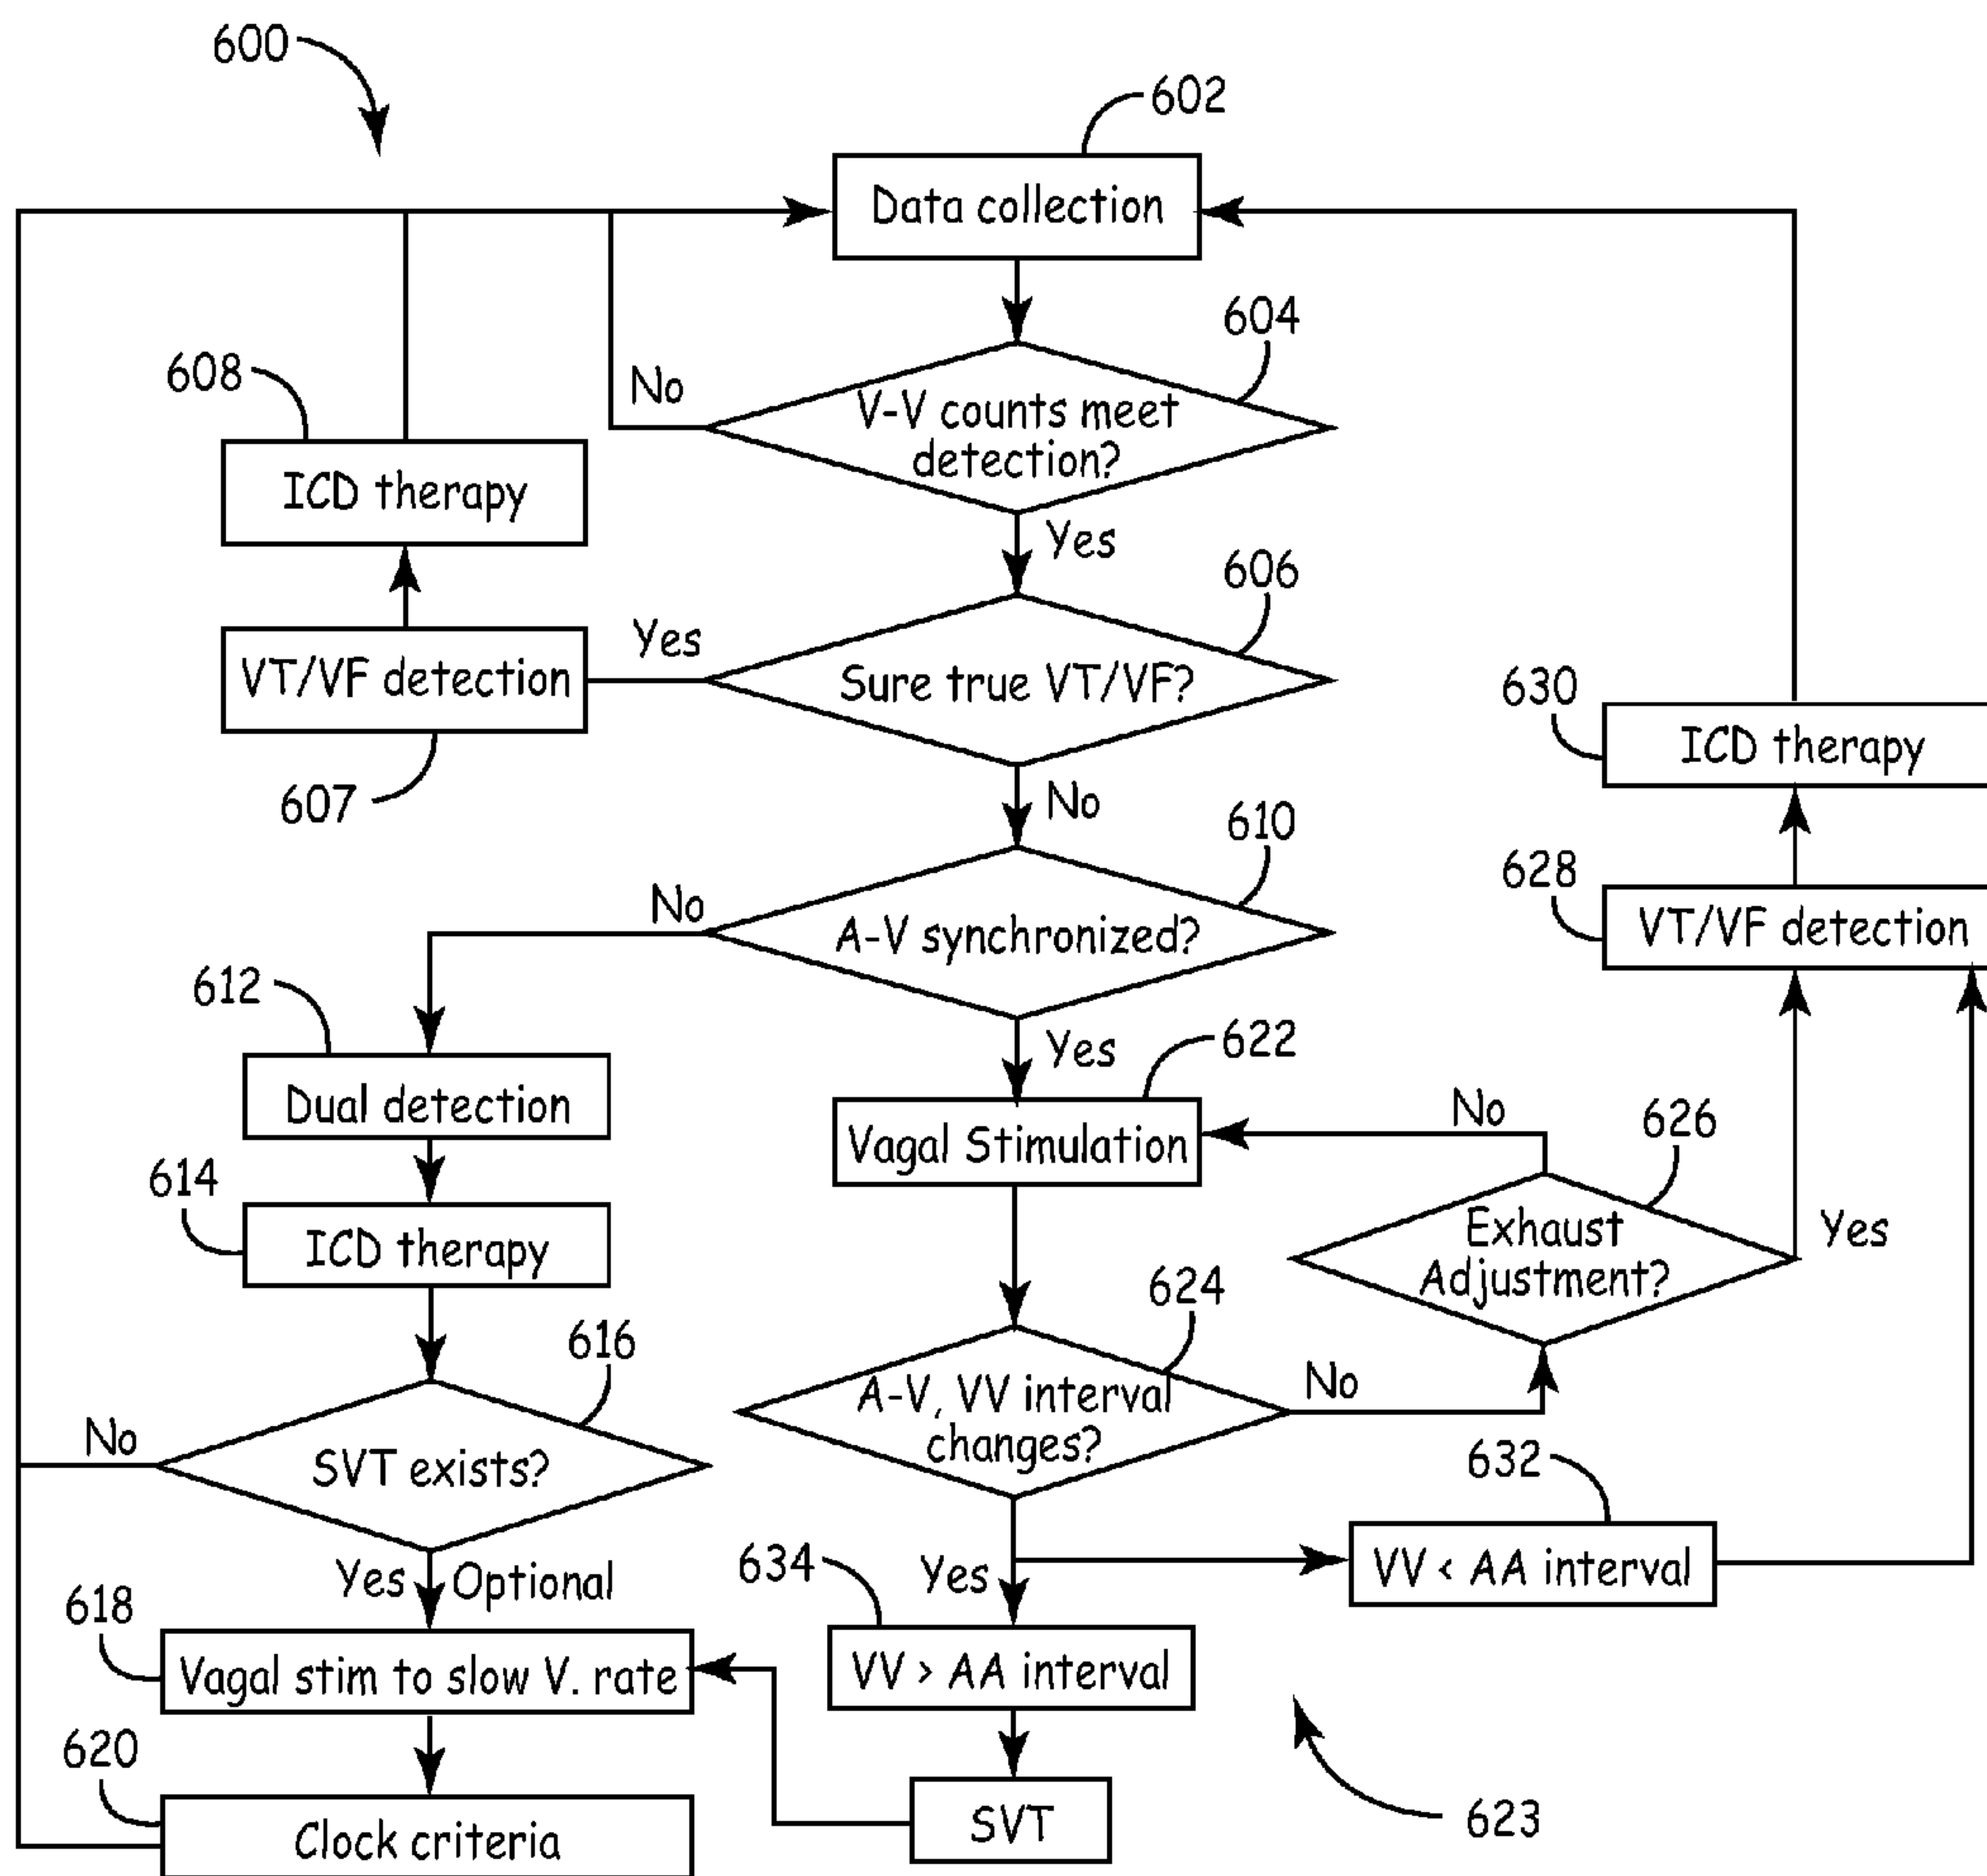 600
602
Data collection
604
No
V-V counts meet
detection?
608
ICD therapy
Yes
606
Yes
Sure true VT/VF?
VT/VF detection
607
630
ICD therapy
No
610
No
A-V synchronized?
628
VT/VF detection
612
Yes
622
Dual detection
Vagal Stimulation
No
626
614
ICD therapy
Exhaust
Adjustment?
Yes
624
616
A-V, VV interval
changes?
No
No
SVT exists?
632
Yes
Optional
634
Yes
VV < AA interval
618
Vagal stim to slow V. rate
VV > AA interval
620
Clock criteria
SVT
623